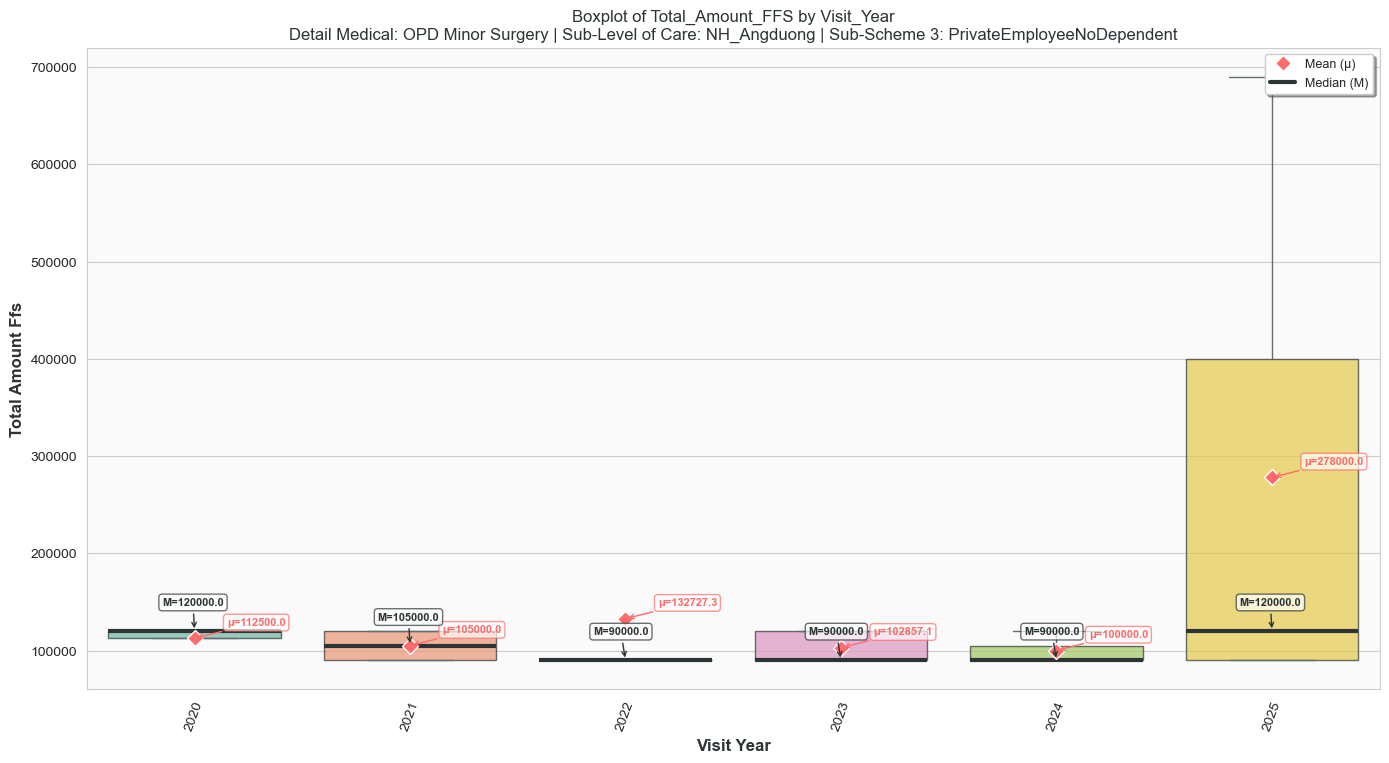 Boxplot of Total_Amount_FFS by Visit_Year
Detail Medical: OPD Minor Surgery | Sub-Level of Care: NH_Angduong | Sub-Scheme 3: PrivateEmployeeNoDependent
Mean (μ)
Median (M)
Total Amount Ffs
700000
600000
500000
400000
300000
200000
100000
M=120000.0
μ=112500.0
M=105000.0
μ=105000.0
μ=132727.3
M=90000.0
M=90000.0
μ=102857.1
M=90000.0
μ=100000.0
μ=278000.0
M=120000.0
2020
2021
2022
2023
2024
2025
Visit Year